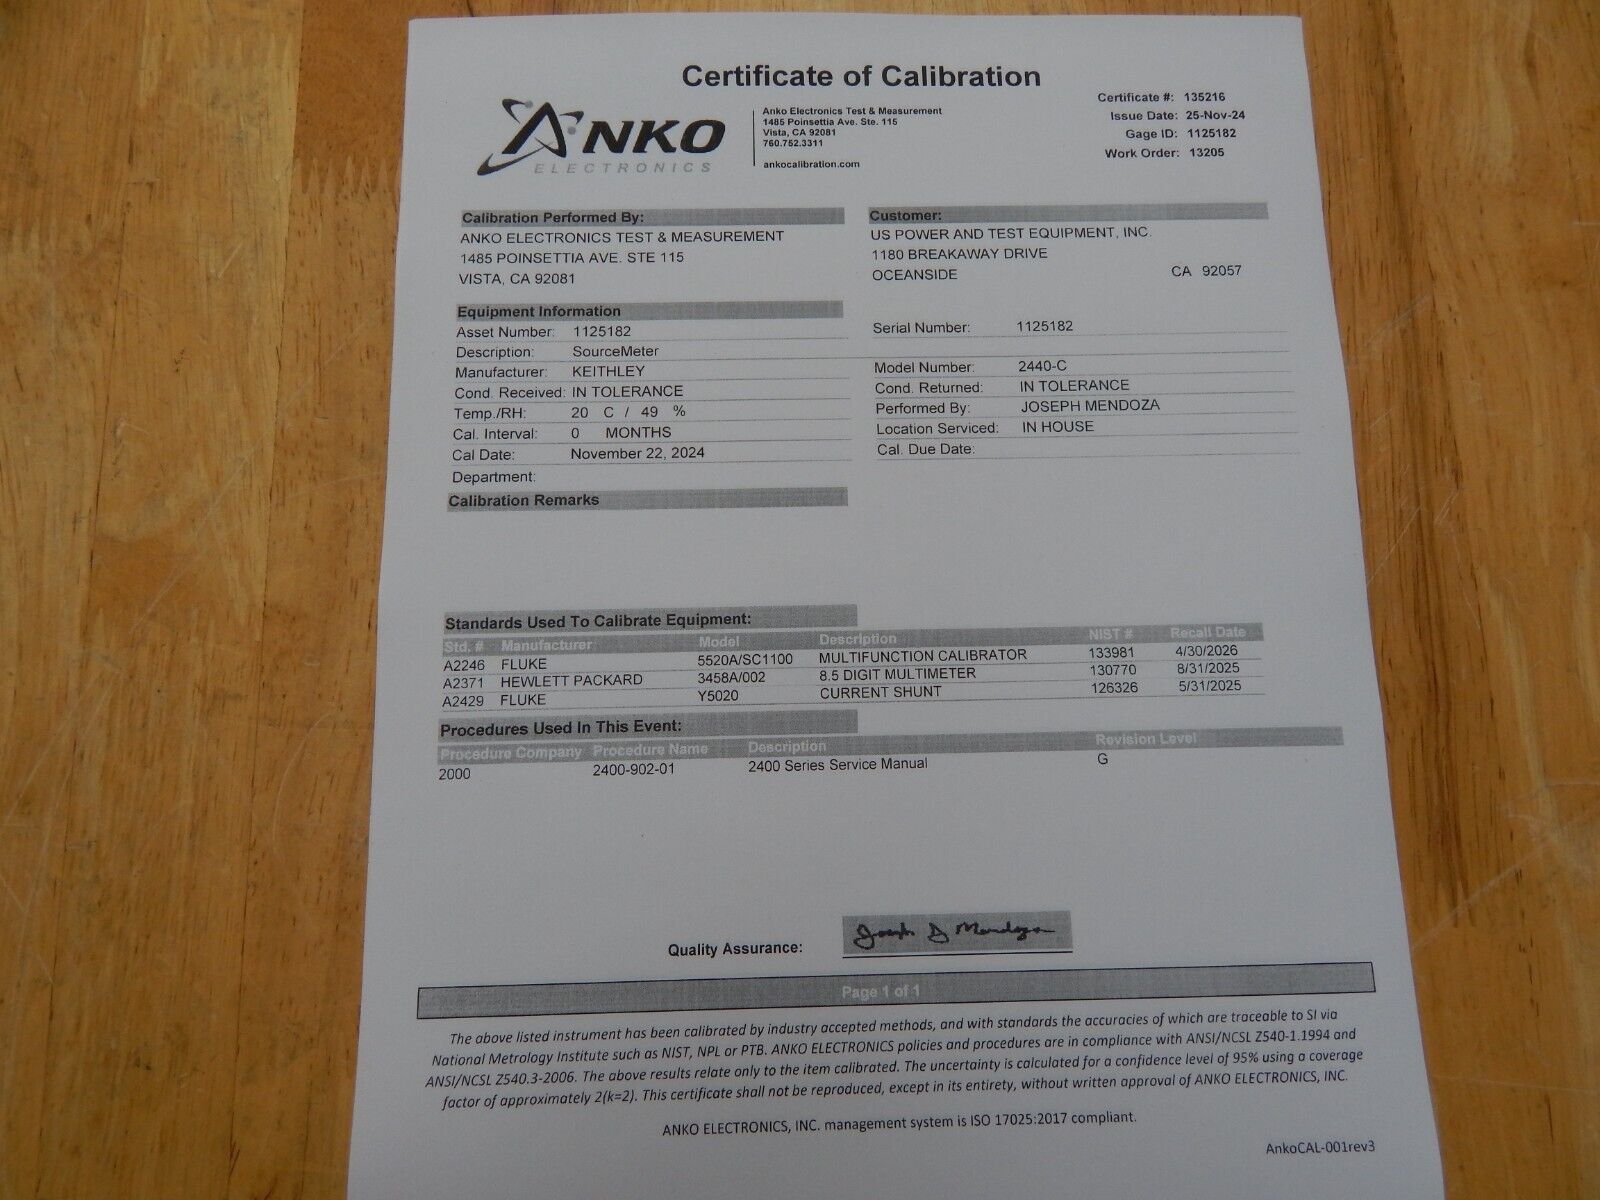 Certificate of Calibration
ANKO
ELECTRONICS
Anko Electronics Test & Measurement
1485 Poinsettia Ave. Ste. 115
Vista, CA 92081
760.752.3311
ankocalibration.com
Certificate #: 135216
Issue Date: 25-Nov-24
Gage ID: 1125182
Work Order: 13205
Calibration Performed By:
ANKO ELECTRONICS TEST & MEASUREMENT
1485 POINSETTIA AVE. STE 115
VISTA, CA 92081
Customer:
US POWER AND TEST EQUIPMENT, INC.
1180 BREAKAWAY DRIVE
OCEANSIDE CA 92057
Equipment Information
Asset Number: 1125182 Serial Number: 1125182
Description: SourceMeter
Manufacturer: KEITHLEY Model Number: 2440-C
Cond. Received: IN TOLERANCE Cond. Returned: IN TOLERANCE
Temp./RH: 20 C / 49 % Performed By: JOSEPH MENDOZA
Cal. Interval: 0 MONTHS Location Serviced: IN HOUSE
Cal Date: November 22, 2024 Cal. Due Date:
Department:
Calibration Remarks
Standards Used To Calibrate Equipment:
Std. # Manufacturer Model Description NIST # Recall Date
A2246 FLUKE 5520A/SC1100 MULTIFUNCTION CALIBRATOR 133981 4/30/2026
A2371 HEWLETT PACKARD 3458A/002 8.5 DIGIT MULTIMETER 130770 8/31/2025
A2429 FLUKE Y5020 CURRENT SHUNT 126326 5/31/2025
Procedures Used In This Event:
Procedure Company Procedure Name Description Revision Level
2000 2400-902-01 2400 Series Service Manual G
Quality Assurance: Joseph D Mendoza
Page 1 of 1
The above listed instrument has been calibrated by industry accepted methods, and with standards the accuracies of which are traceable to SI via
National Metrology Institute such as NIST, NPL or PTB. ANKO ELECTRONICS policies and procedures are in compliance with ANSI/NCSL Z540-1.1994 and
ANSI/NCSL Z540.3-2006. The above results relate only to the item calibrated. The uncertainty is calculated for a confidence level of 95% using a coverage
factor of approximately 2(k=2). This certificate shall not be reproduced, except in its entirety, without written approval of ANKO ELECTRONICS, INC.
ANKO ELECTRONICS, INC. management system is ISO 17025:2017 compliant.
AnkoCAL-001rev3